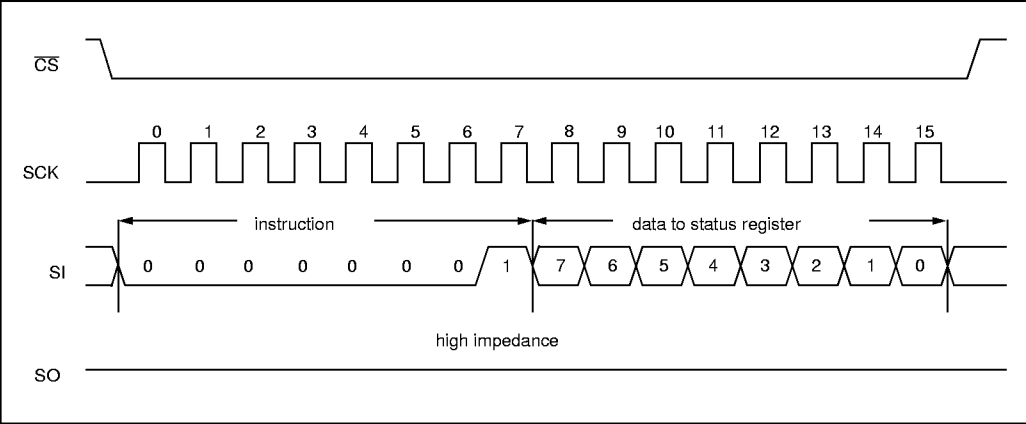 CS
0 1 2 3 4 5 6 7 8 9 10 11 12 13 14 15
SCK
instruction data to status register
SI 0 0 0 0 0 0 0 1 7 6 5 4 3 2 1 0
high impedance
SO